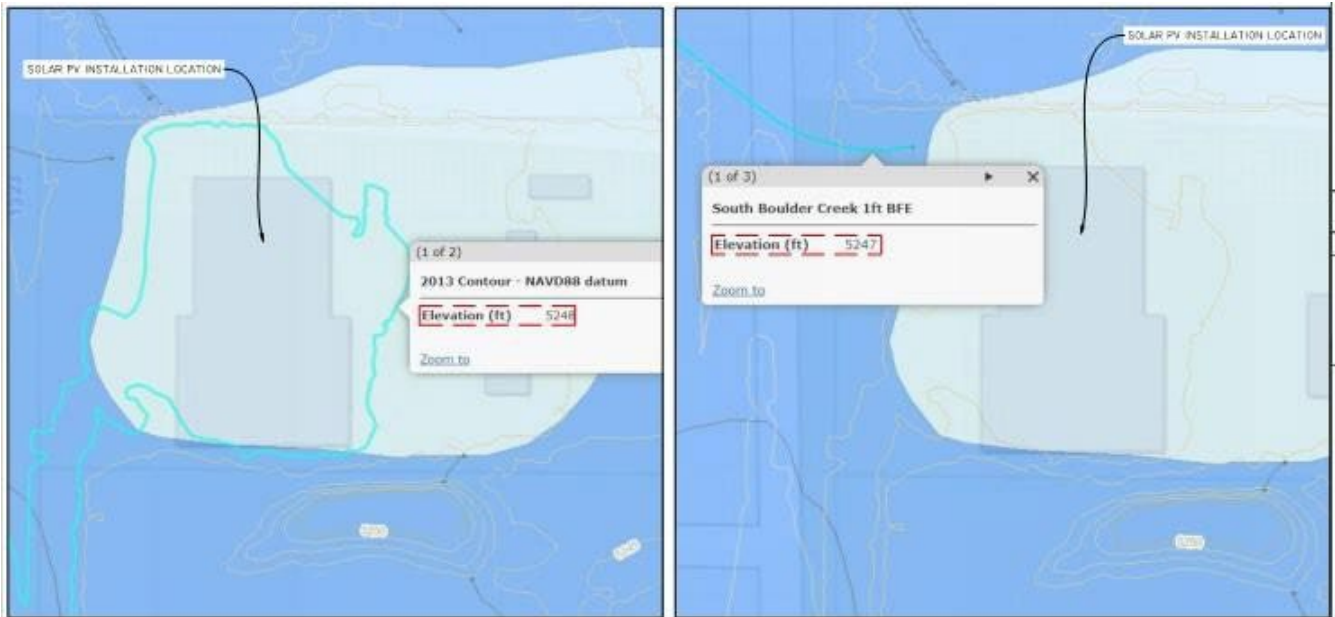 SOLAR PV INSTALLATION LOCATION
(1 of 2)
2013 Contour - NAVD88 datum
Elevation (ft) 5248
Zoom to
SOLAR PV INSTALLATION LOCATION
(1 of 3)
South Boulder Creek 1ft BFE
Elevation (ft) 5247
Zoom to